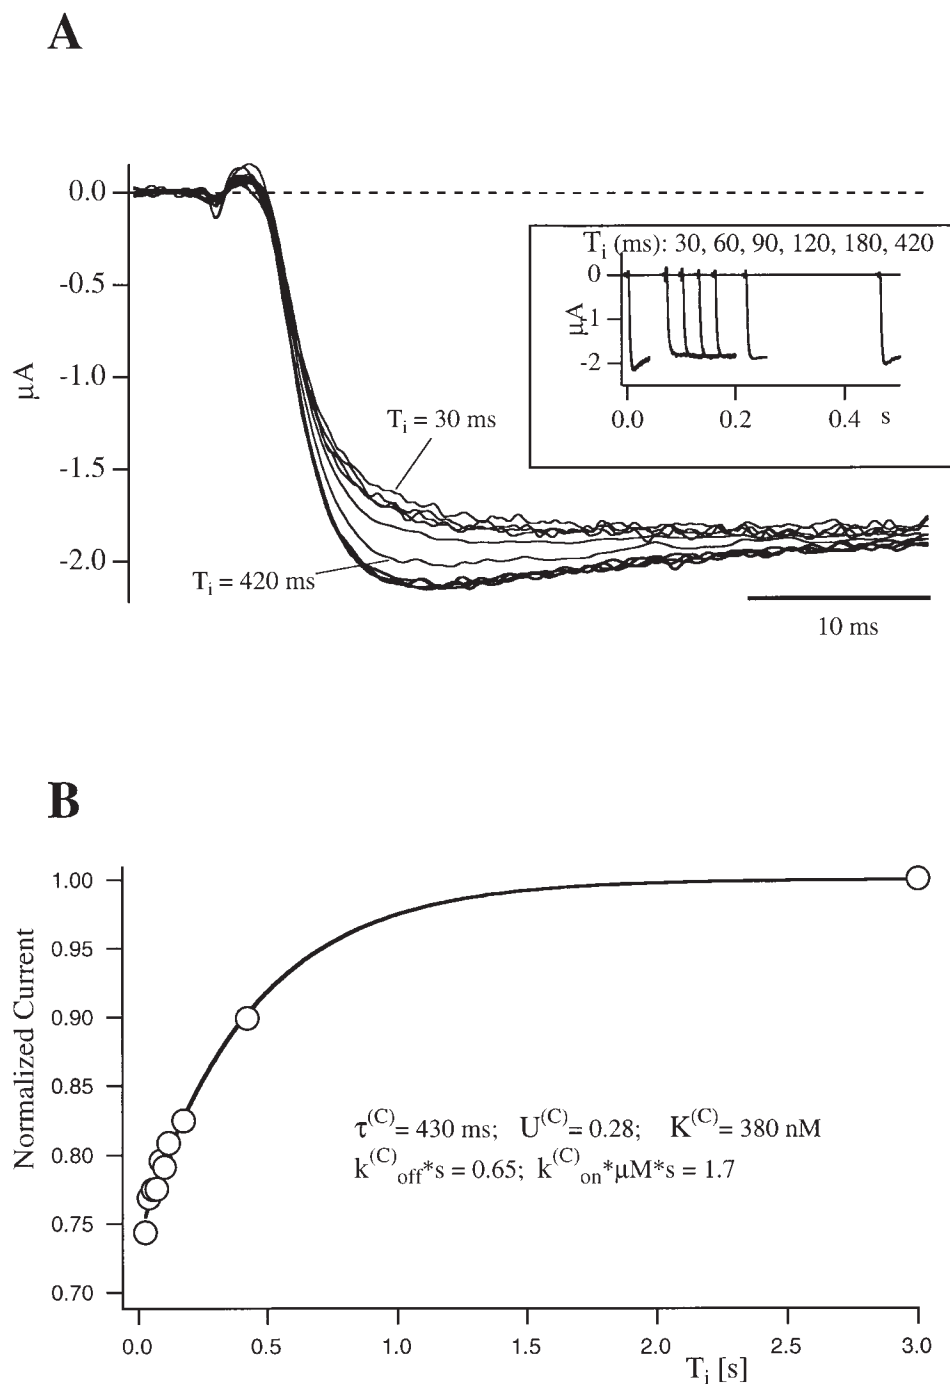 A
0.0
-0.5
-1.0
-1.5
-2.0
µA
T_i = 30 ms
T_i = 420 ms
10 ms
T_i (ms): 30, 60, 90, 120, 180, 420
0
-1
-2
µA
0.0 0.2 0.4 s
B
1.00
0.95
0.90
0.85
0.80
0.75
0.70
Normalized Current
τ^(C)= 430 ms; U^(C)= 0.28; K^(C)= 380 nM
k^(C)_off*s = 0.65; k^(C)_on*µM*s = 1.7
0.0 0.5 1.0 1.5 2.0 2.5 3.0
T_i [s]